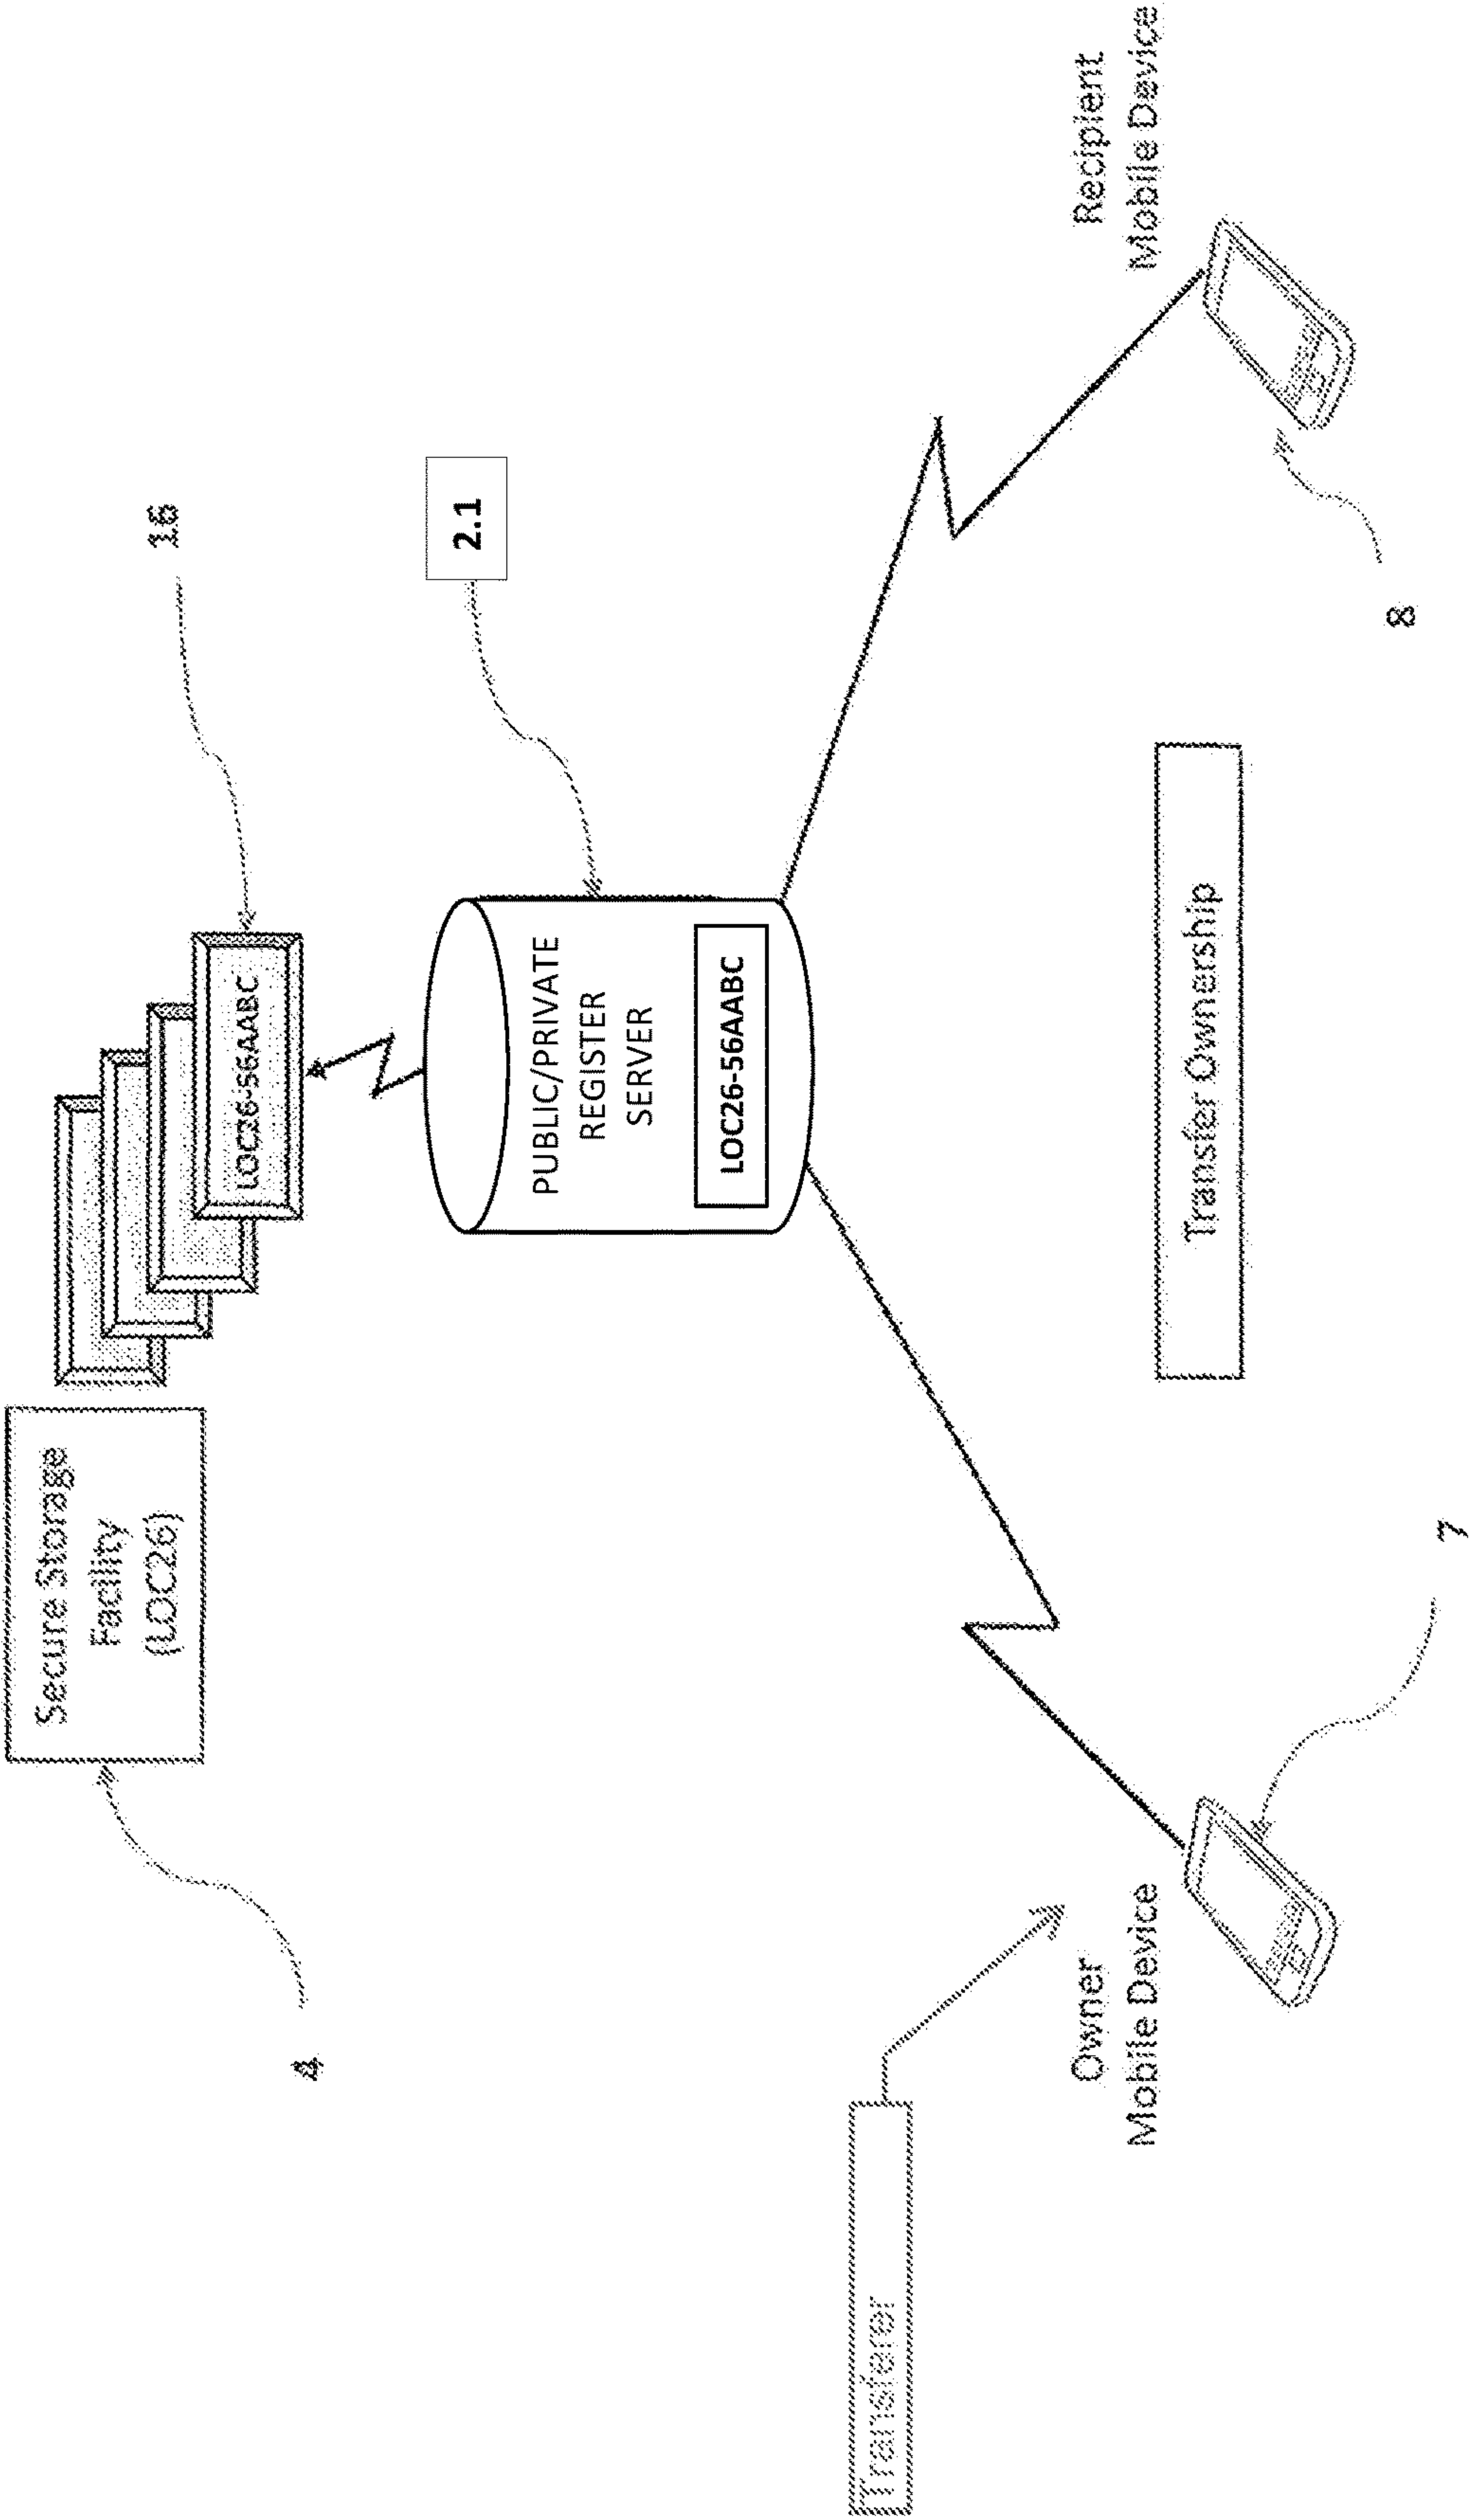 Secure Storage
Facility
(LOC26)
4
LOC26-56AABC
16
2.1
PUBLIC/PRIVATE
REGISTER
SERVER
LOC26-56AABC
Transferer
Owner
Mobile Device
7
Transfer Ownership
Recipient
Mobile Device
8